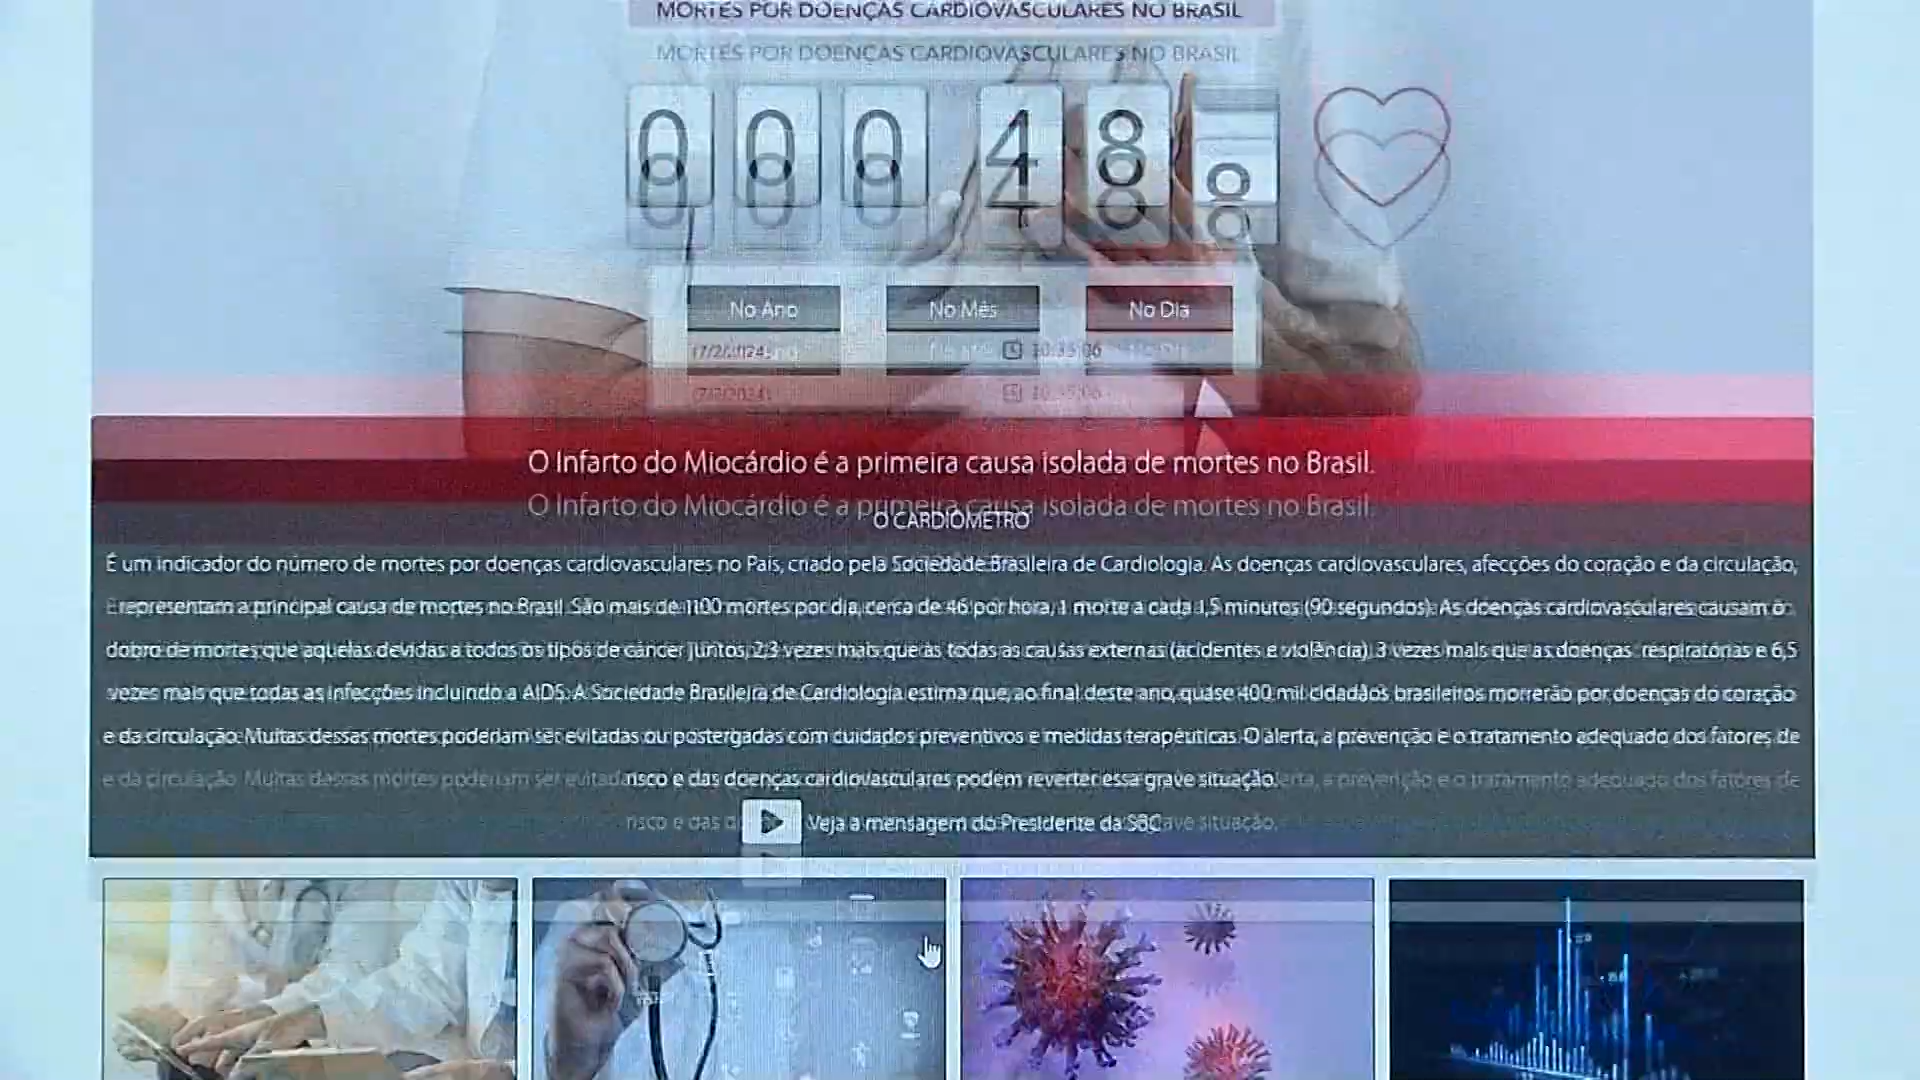 MORTES POR DOENÇAS CARDIOVASCULARES NO BRASIL
MORTES POR DOENÇAS CARDIOVASCULARES NO BRASIL
0 0 0 4 8 8
No Ano No Mês No Dia
O Infarto do Miocárdio é a primeira causa isolada de mortes no Brasil.
O Infarto do Miocárdio é a primeira causa isolada de mortes no Brasil.
O CARDIÔMETRO
É um indicador do número de mortes por doenças cardiovasculares no País, criado pela Sociedade Brasileira de Cardiologia. As doenças cardiovasculares, afecções do coração e da circulação,
representam a principal causa de mortes no Brasil. São mais de 1100 mortes por dia, cerca de 46 por hora, 1 morte a cada 1,5 minutos (90 segundos). As doenças cardiovasculares causam o
dobro de mortes que aquelas devidas a todos os tipos de câncer juntos, 2,3 vezes mais que as todas as causas externas (acidentes e violência), 3 vezes mais que as doenças respiratórias e 6,5
vezes mais que todas as infecções incluindo a AIDS. A Sociedade Brasileira de Cardiologia estima que, ao final deste ano, quase 400 mil cidadãos brasileiros morrerão por doenças do coração
e da circulação. Muitas dessas mortes poderiam ser evitadas ou postergadas com cuidados preventivos e medidas terapêuticas. O alerta, a prevenção e o tratamento adequado dos fatores de
risco e das doenças cardiovasculares podem reverter essa grave situação.
Veja a mensagem do Presidente da SBC